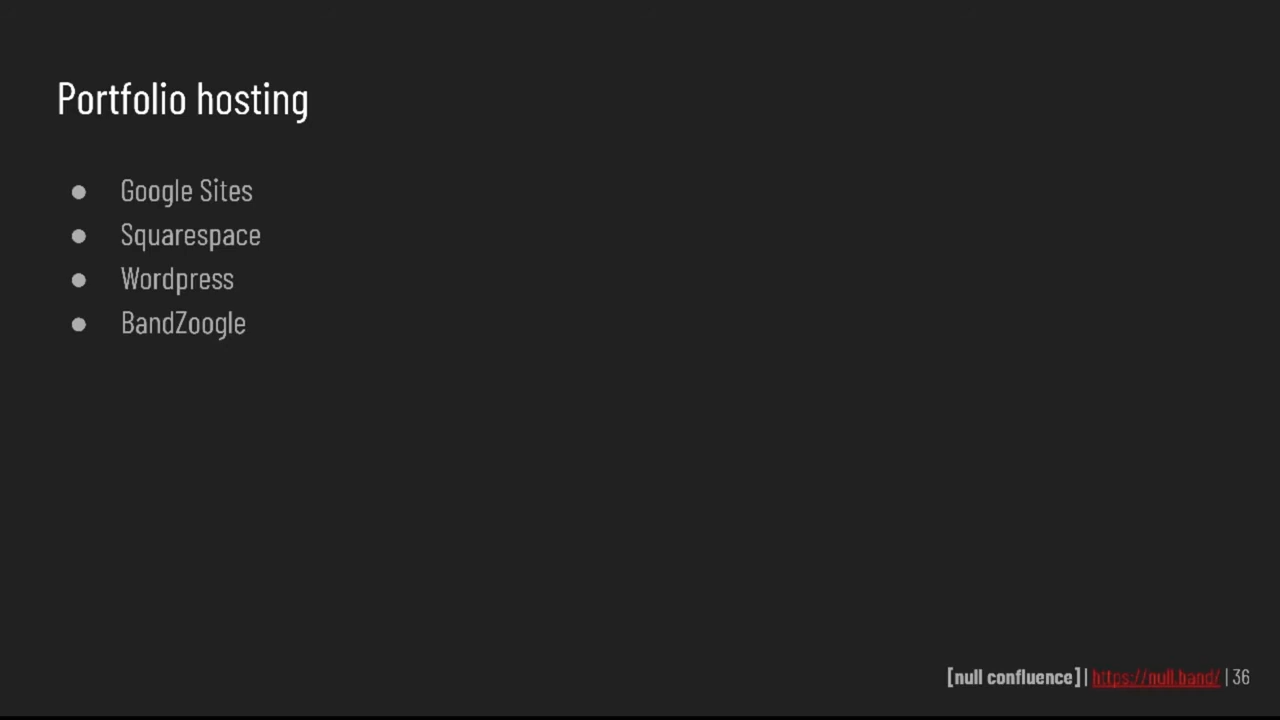 Portfolio hosting
● Google Sites
● Squarespace
● Wordpress
● BandZoogle
[null confluence] | https://null.band/ | 36